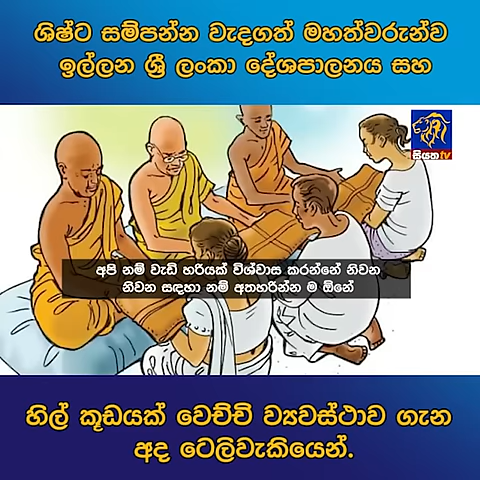 ශිෂ්ට සම්පන්න වැදගත් මහත්වරුන්ව
ඉල්ලන ශ්‍රී ලංකා දේශපාලනය සහ
සියත tv
අපි නම් වැඩි හරියක් විශ්වාස කරන්නේ නිවන
නිවන සඳහා නම් අතහරින්න ම ඕනේ
හිල් කූඩයක් වෙච්චි ව්‍යවස්ථාව ගැන
අද ටෙලිවැකියෙන්.